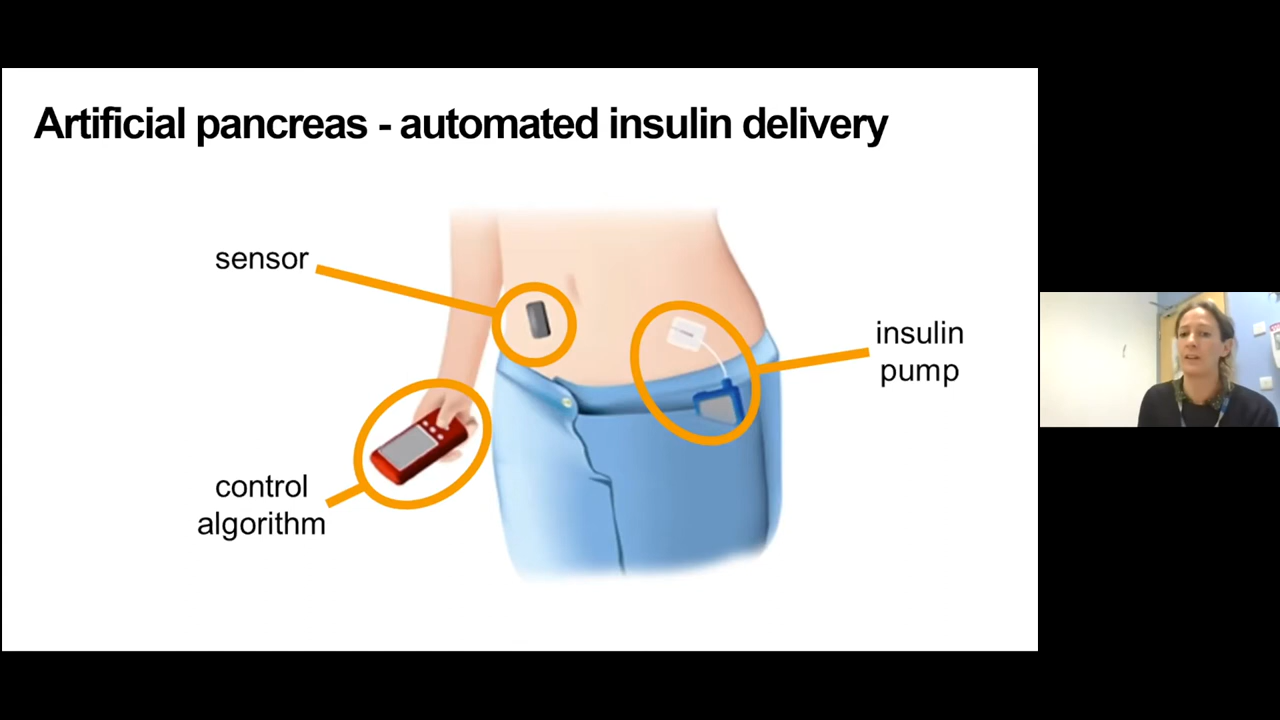 Artificial pancreas - automated insulin delivery
sensor
insulin
pump
control
algorithm